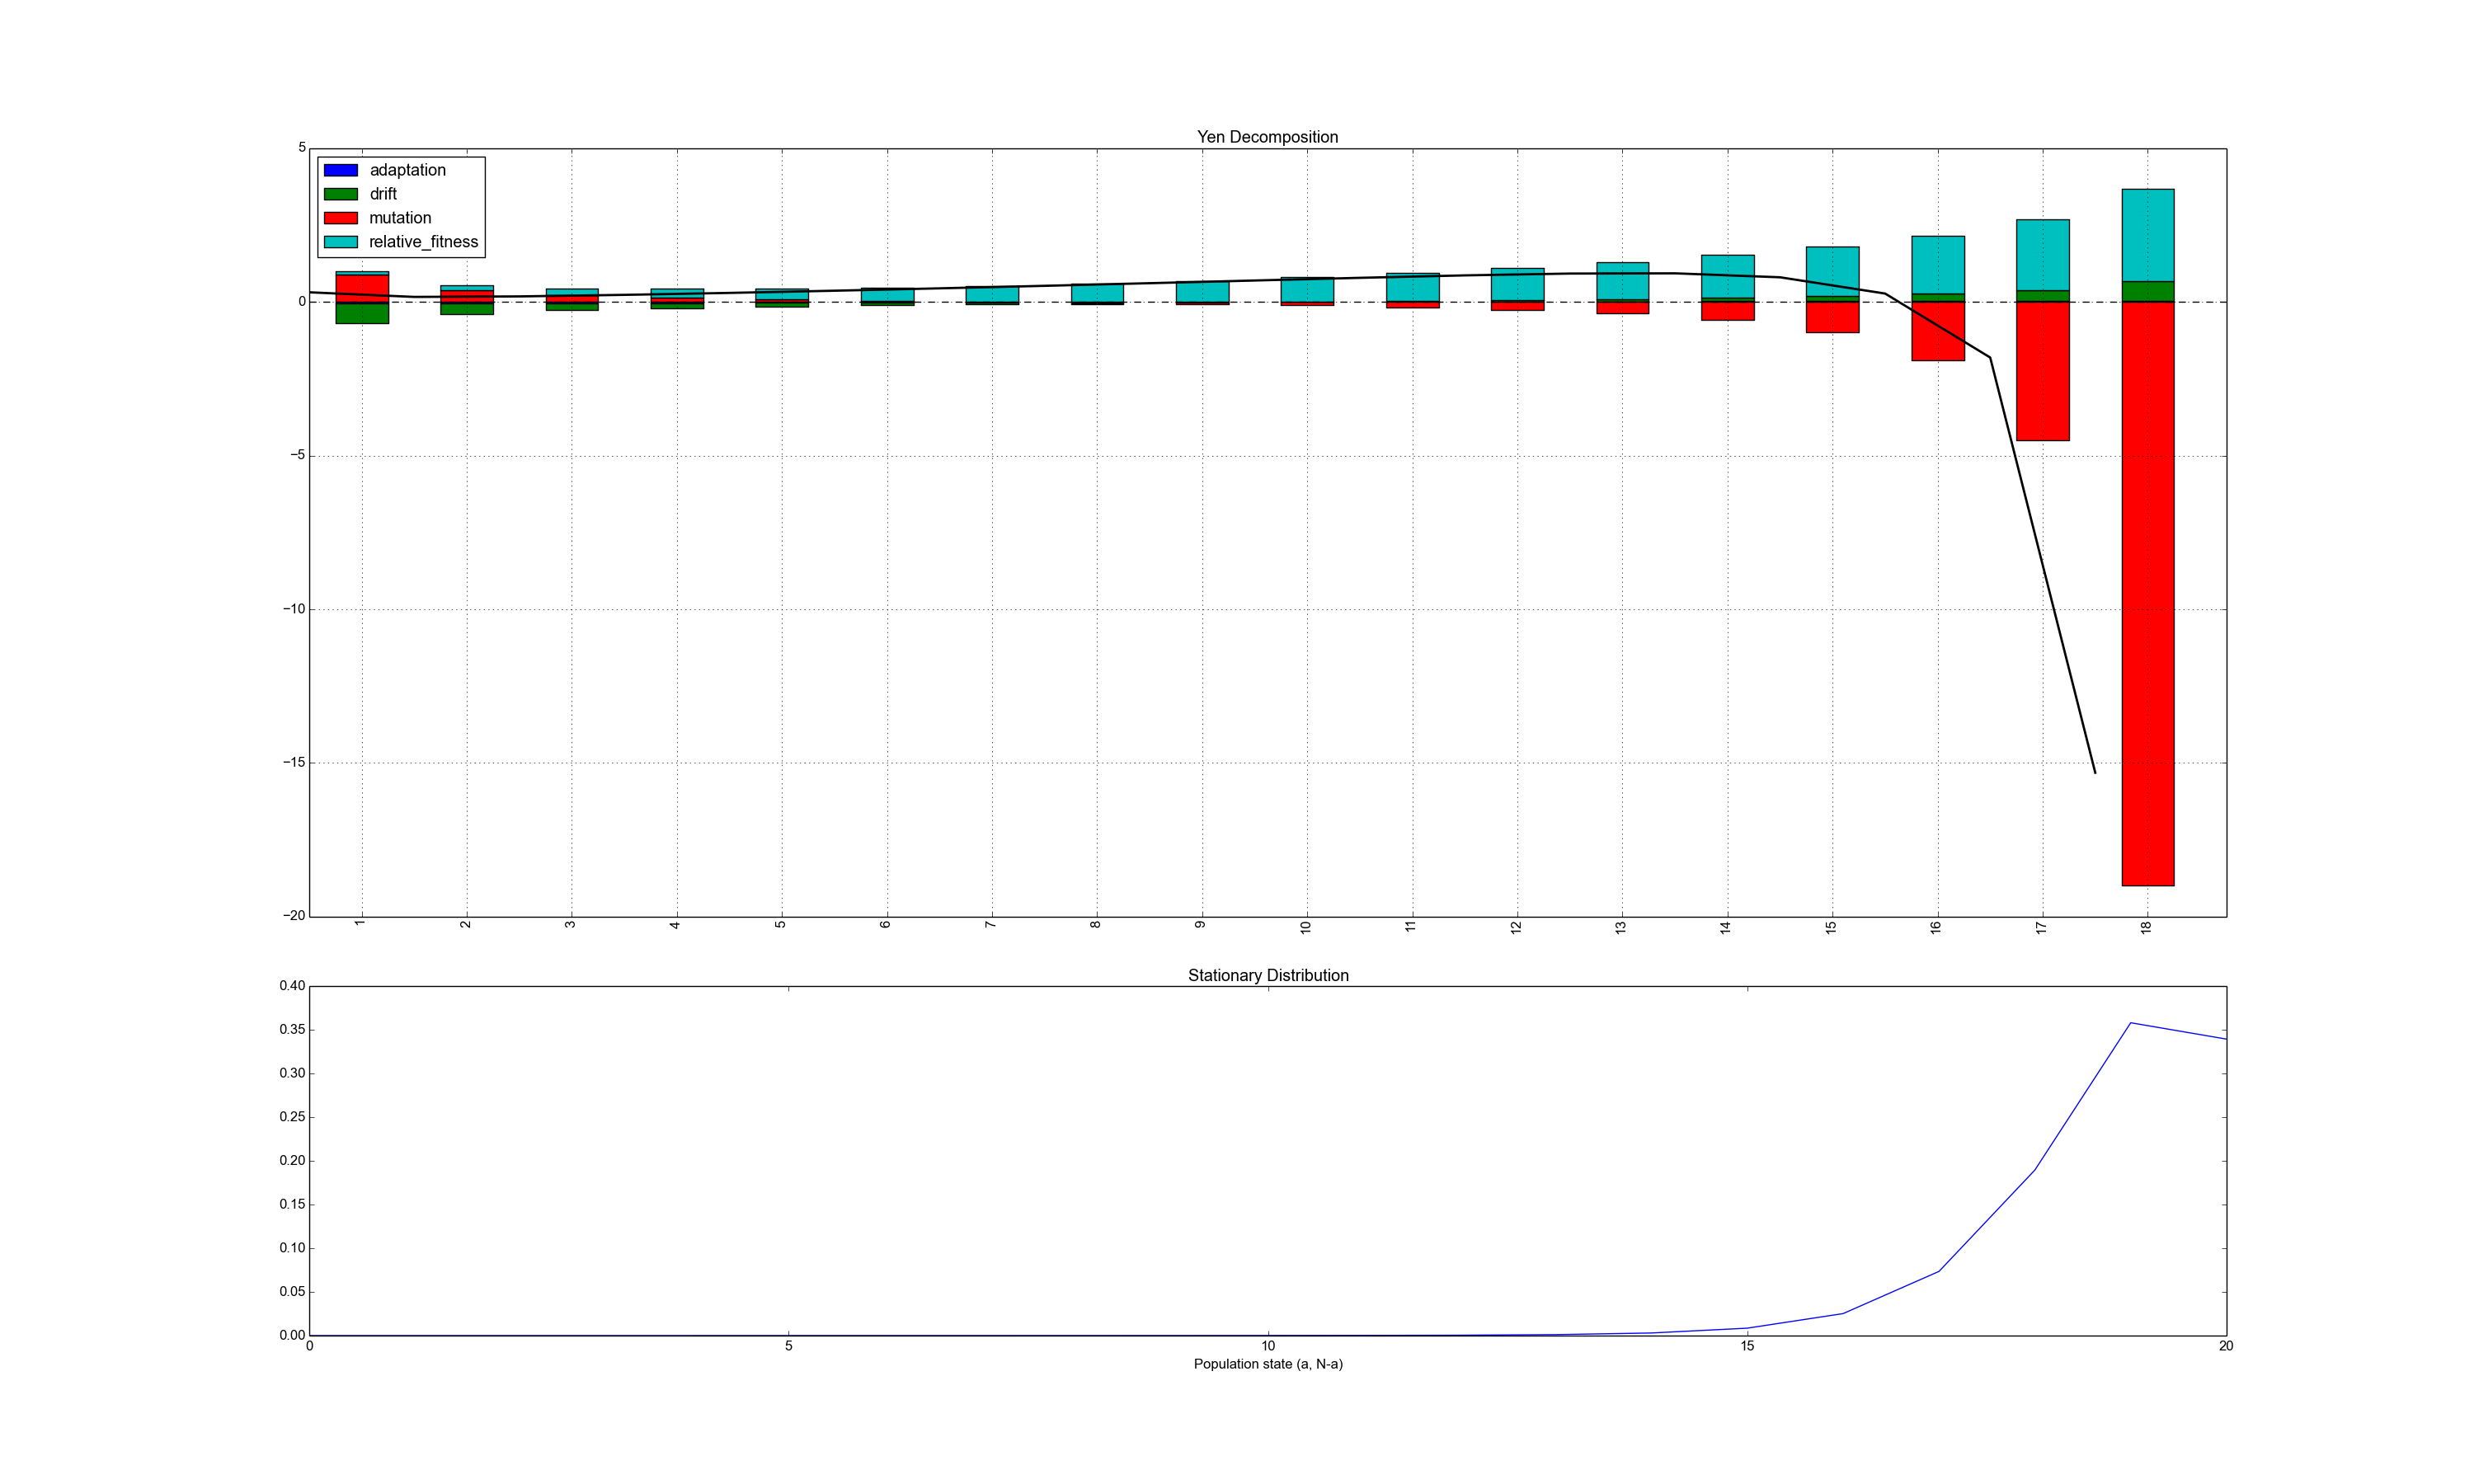 Yen Decomposition
5
0
−5
−10
−15
−20
adaptation
drift
mutation
relative_fitness
1 2 3 4 5 6 7 8 9 10 11 12 13 14 15 16 17 18
Stationary Distribution
0.40
0.35
0.30
0.25
0.20
0.15
0.10
0.05
0.00
0 5 10 15 20
Population state (a, N-a)